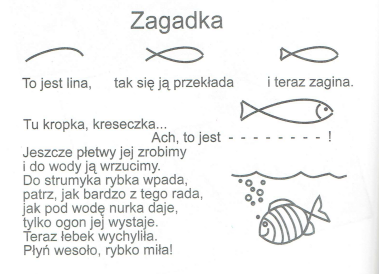 Zagadka
To jest lina, tak się ją przekłada i teraz zagina.
Tu kropka, kreseczka...
Ach, to jest - - - - - - - - !
Jeszcze płetwy jej zrobimy
i do wody ją wrzucimy.
Do strumyka rybka wpada,
patrz, jak bardzo z tego rada,
jak pod wodę nurka daje,
tylko ogon jej wystaje.
Teraz łebek wychyliła.
Płyń wesoło, rybko miła!